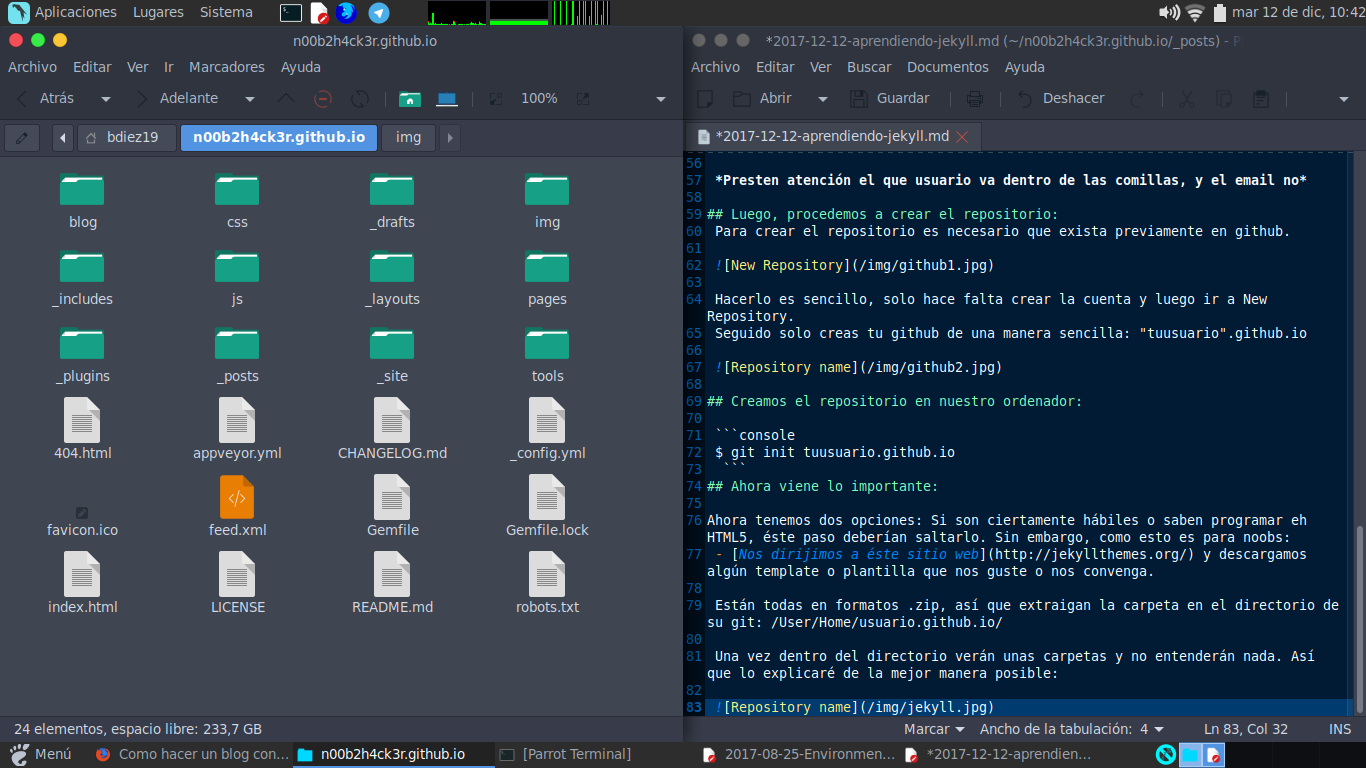 Aplicaciones Lugares Sistema
mar 12 de dic, 10:42
n00b2h4ck3r.github.io
Archivo Editar Ver Ir Marcadores Ayuda
Atrás Adelante 100%
bdiez19 n00b2h4ck3r.github.io img
blog css _drafts img
_includes js _layouts pages
_plugins _posts _site tools
404.html appveyor.yml CHANGELOG.md _config.yml
favicon.ico feed.xml Gemfile Gemfile.lock
index.html LICENSE README.md robots.txt
24 elementos, espacio libre: 233,7 GB
*2017-12-12-aprendiendo-jekyll.md (~/n00b2h4ck3r.github.io/_posts) - P
Archivo Editar Ver Buscar Documentos Ayuda
Abrir Guardar Deshacer
*2017-12-12-aprendiendo-jekyll.md
56
57 *Presten atención el que usuario va dentro de las comillas, y el email no*
58
59 ## Luego, procedemos a crear el repositorio:
60 Para crear el repositorio es necesario que exista previamente en github.
61
62 ![New Repository](/img/github1.jpg)
63
64 Hacerlo es sencillo, solo hace falta crear la cuenta y luego ir a New
Repository.
65 Seguido solo creas tu github de una manera sencilla: "tuusuario".github.io
66
67 ![Repository name](/img/github2.jpg)
68
69 ## Creamos el repositorio en nuestro ordenador:
70
71 ```console
72 $ git init tuusuario.github.io
73 ```
74 ## Ahora viene lo importante:
75
76 Ahora tenemos dos opciones: Si son ciertamente hábiles o saben programar eh
HTML5, éste paso deberían saltarlo. Sin embargo, como esto es para noobs:
77 - [Nos dirijimos a éste sitio web](http://jekyllthemes.org/) y descargamos
algún template o plantilla que nos guste o nos convenga.
78
79 Están todas en formatos .zip, así que extraigan la carpeta en el directorio de
su git: /User/Home/usuario.github.io/
80
81 Una vez dentro del directorio verán unas carpetas y no entenderán nada. Así
que lo explicaré de la mejor manera posible:
82
83 ![Repository name](/img/jekyll.jpg)
Marcar Ancho de la tabulación: 4 Ln 83, Col 32 INS
Menú Como hacer un blog con... n00b2h4ck3r.github.io [Parrot Terminal] 2017-08-25-Environmen... *2017-12-12-aprendien...